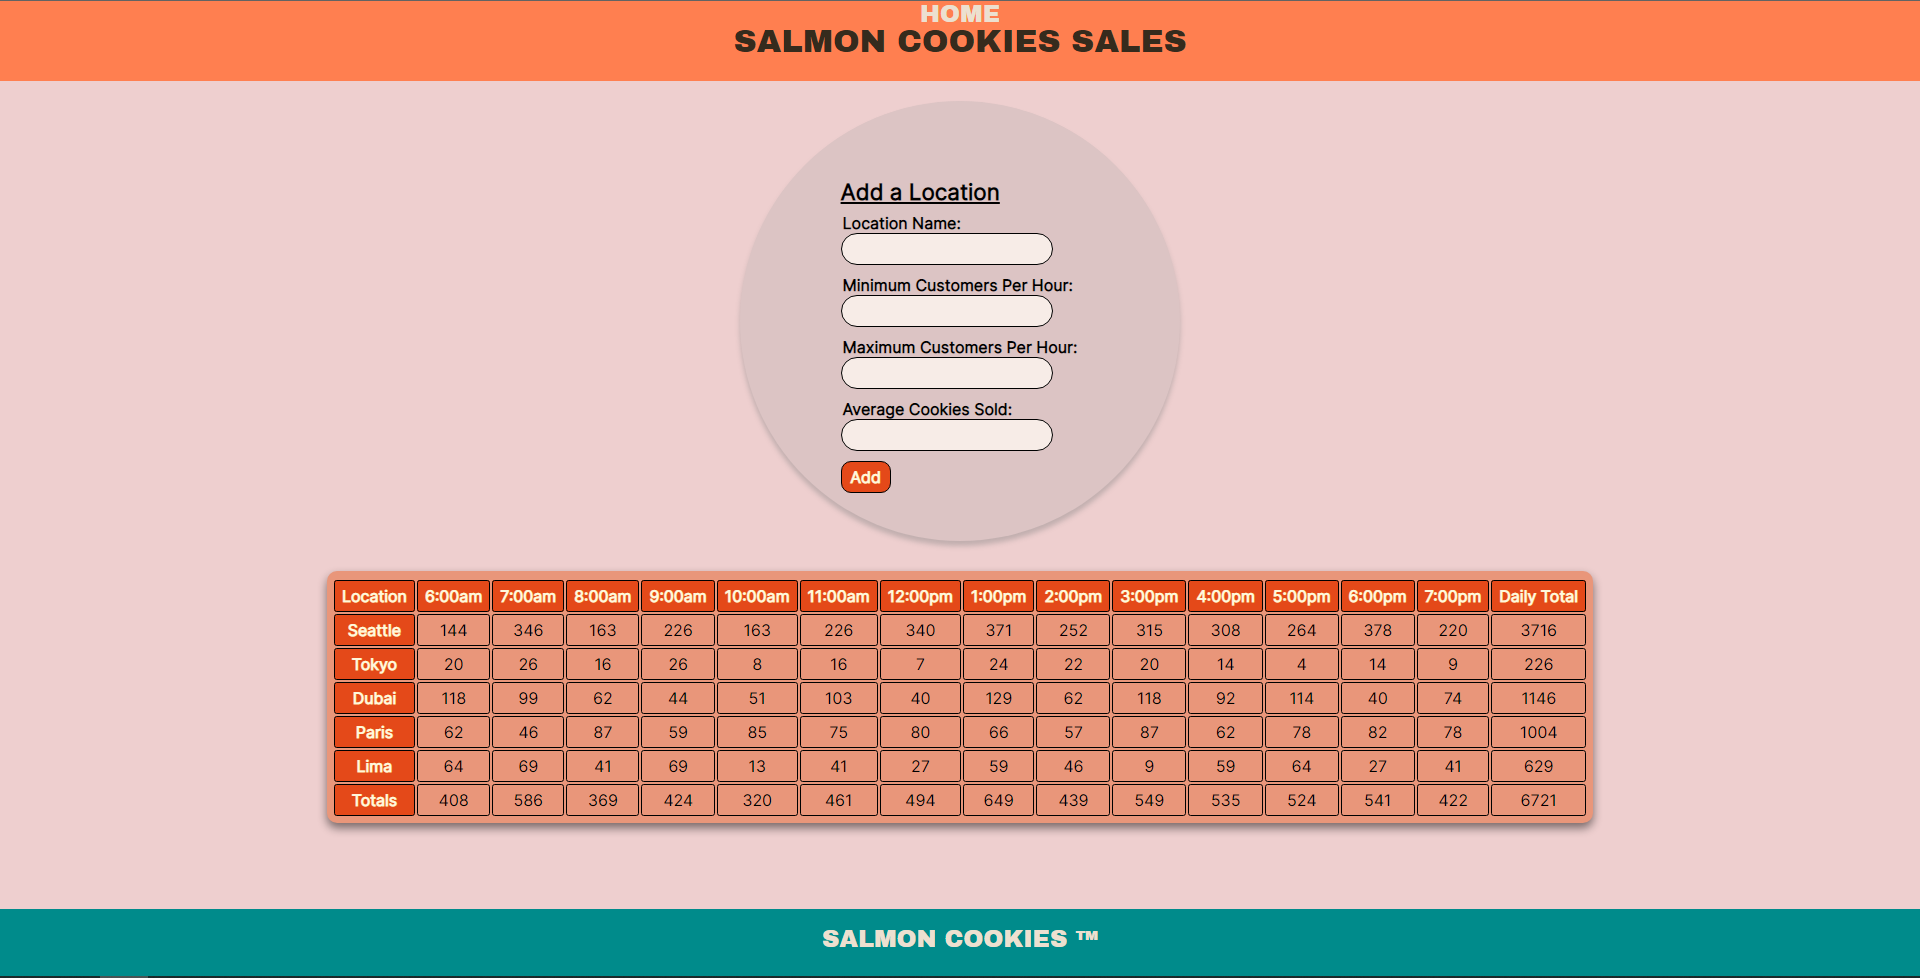 HOME
SALMON COOKIES SALES
Add a Location
Location Name:
Minimum Customers Per Hour:
Maximum Customers Per Hour:
Average Cookies Sold:
Add
Location 6:00am 7:00am 8:00am 9:00am 10:00am 11:00am 12:00pm 1:00pm 2:00pm 3:00pm 4:00pm 5:00pm 6:00pm 7:00pm Daily Total
Seattle 144 346 163 226 163 226 340 371 252 315 308 264 378 220 3716
Tokyo 20 26 16 26 8 16 7 24 22 20 14 4 14 9 226
Dubai 118 99 62 44 51 103 40 129 62 118 92 114 40 74 1146
Paris 62 46 87 59 85 75 80 66 57 87 62 78 82 78 1004
Lima 64 69 41 69 13 41 27 59 46 9 59 64 27 41 629
Totals 408 586 369 424 320 461 494 649 439 549 535 524 541 422 6721
SALMON COOKIES ™